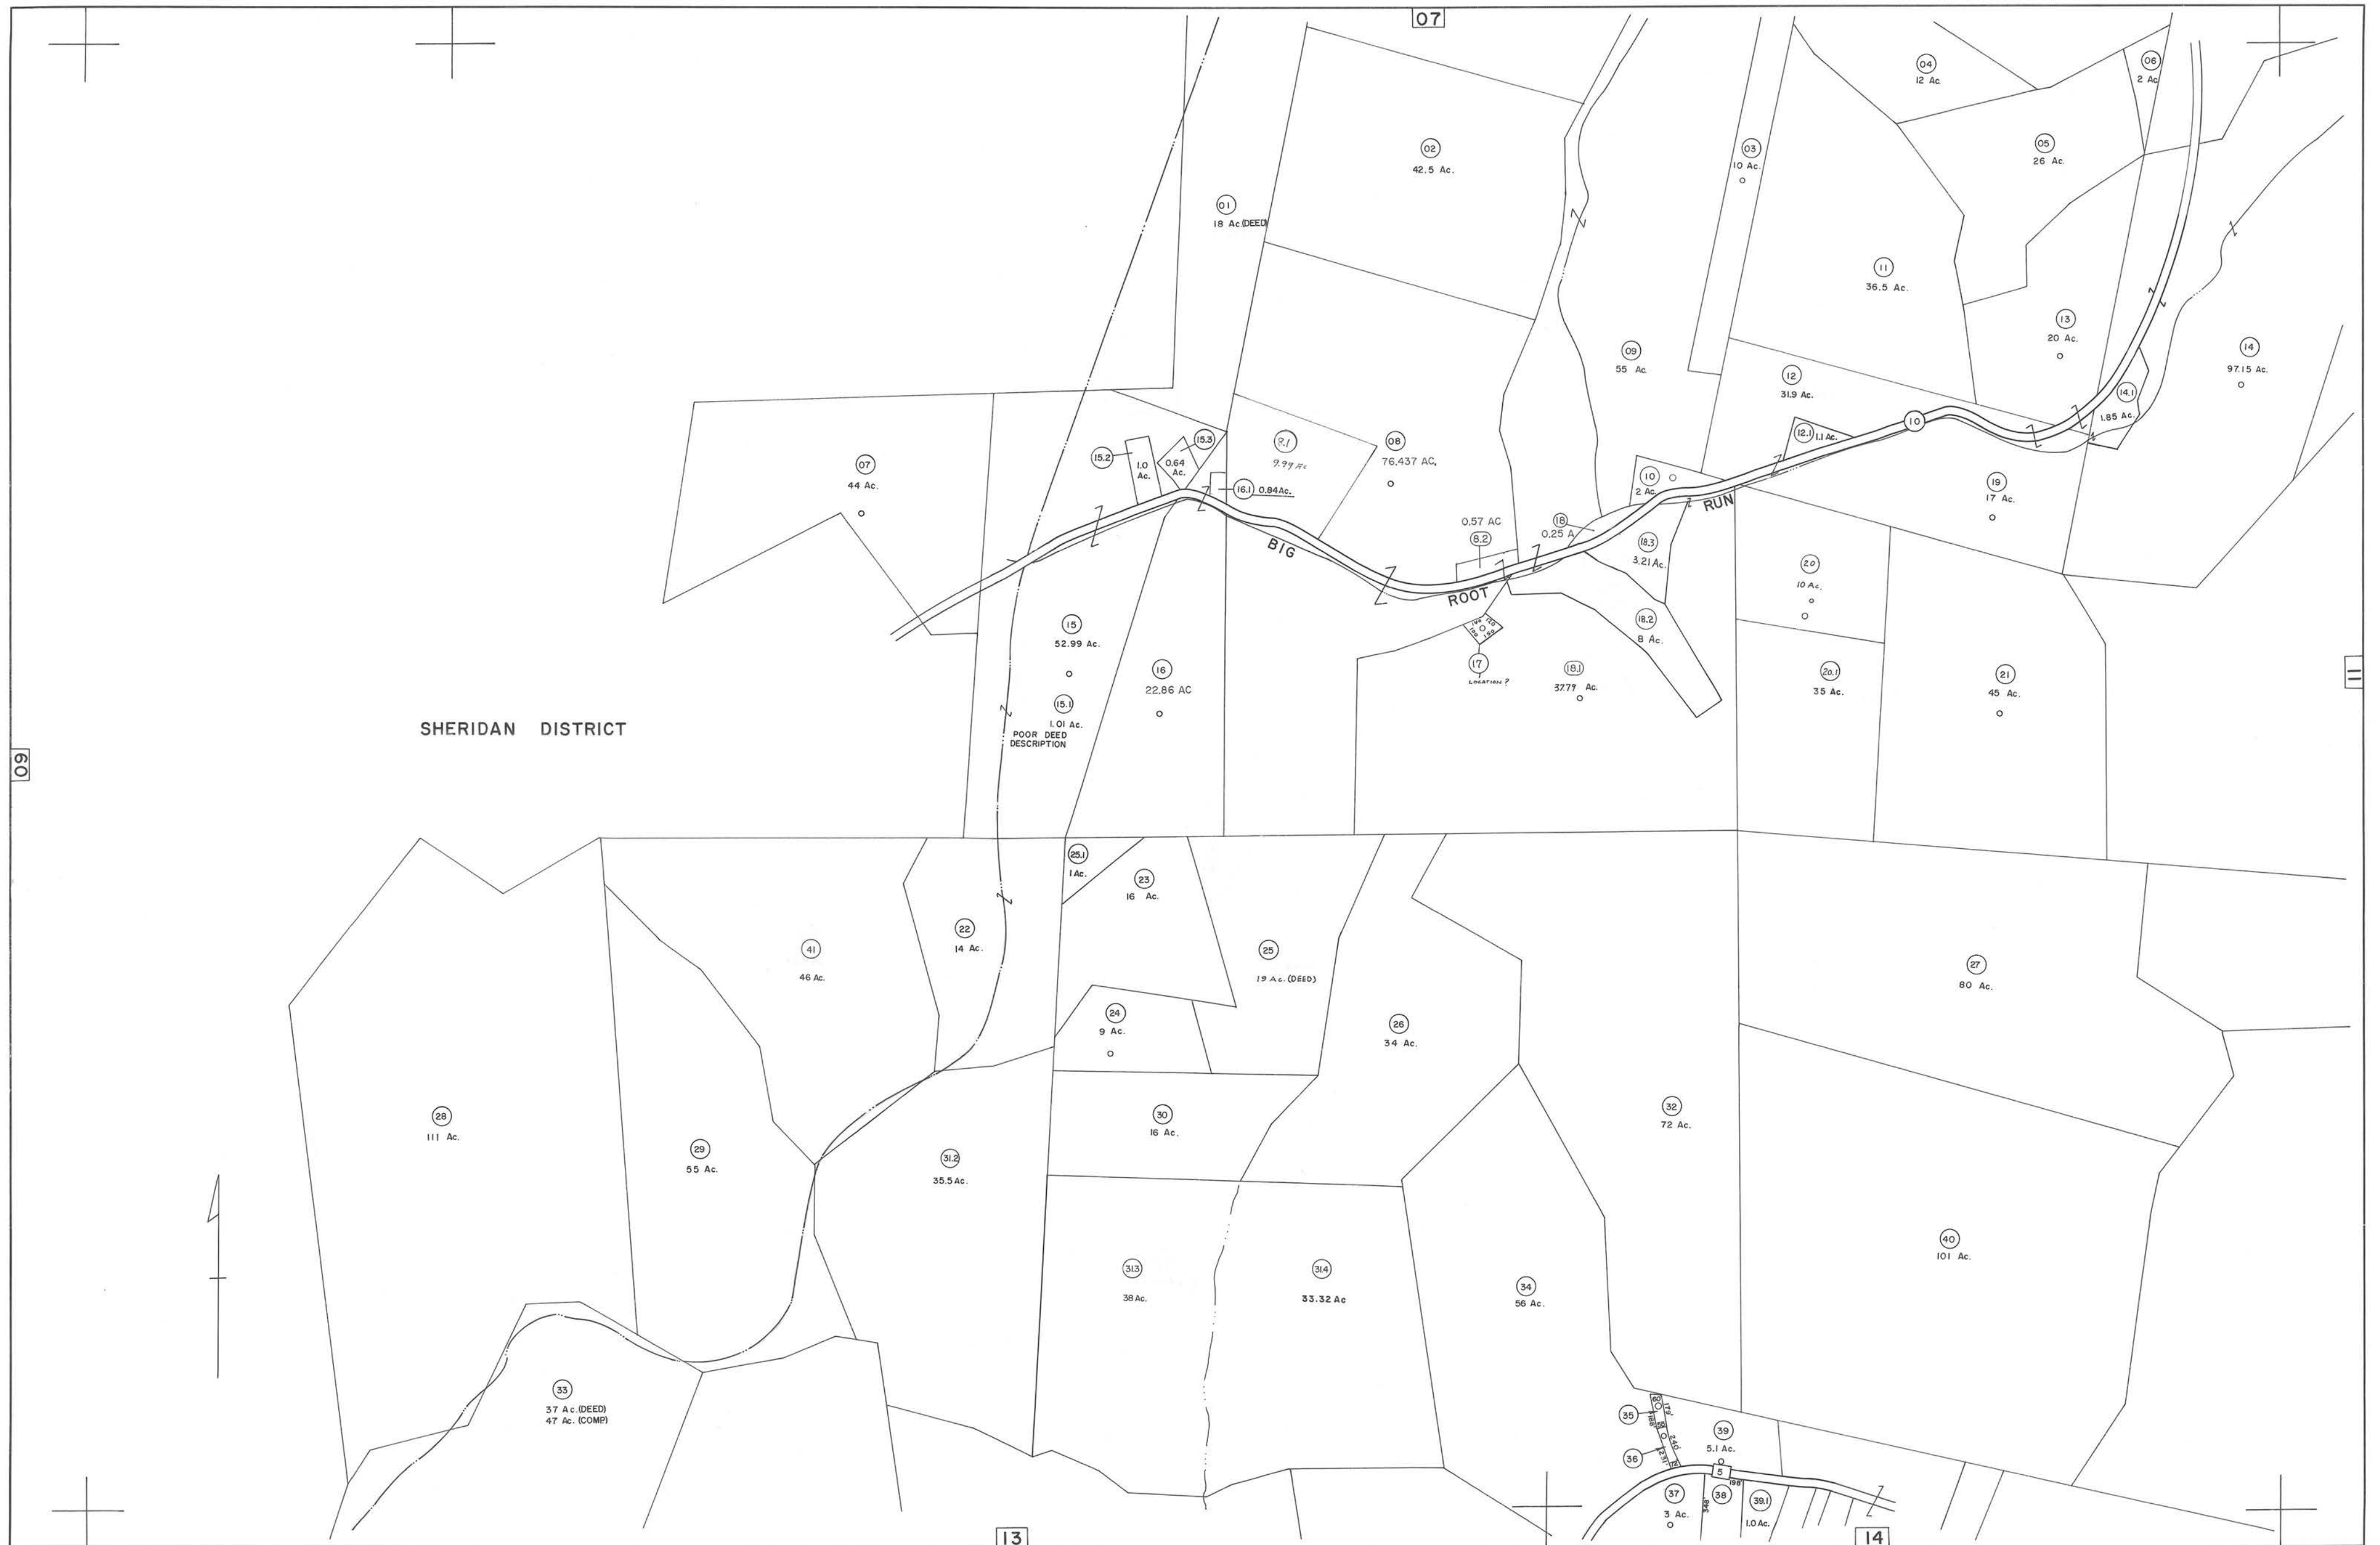 07
04
12 Ac.
06
2 Ac
02
42.5 Ac.
03
10 Ac.
05
26 Ac.
01
18 Ac.(DEED)
11
36.5 Ac.
13
20 Ac.
14
97.15 Ac.
09
55 Ac.
12
31.9 Ac.
14.1
1.85 Ac.
10
12.1 1.1 Ac.
15.3
8.1
9.99 Ac
08
76.437 AC.
07
44 Ac.
15.2
1.0
Ac.
0.64
Ac.
16.1 0.84Ac.
10
2 Ac.
19
17 Ac.
RUN
0.57 AC
8.2
18
0.25 A
BIG
18.3
3.21 Ac.
20
10 Ac.
ROOT
15
52.99 Ac.
18.2
8 Ac.
17
LOCATION?
16
22.86 AC
18.1
37.79 Ac.
20.1
35 Ac.
21
45 Ac.
11
15.1
1.01 Ac.
POOR DEED
DESCRIPTION
SHERIDAN DISTRICT
09
25.1
1 Ac.
23
16 Ac.
22
14 Ac.
41
46 Ac.
25
19 Ac. (DEED)
27
80 Ac.
24
9 Ac.
26
34 Ac.
28
111 Ac.
30
16 Ac.
32
72 Ac.
29
55 Ac.
31.2
35.5 Ac.
40
101 Ac.
31.3
38 Ac.
31.4
33.32 Ac
34
56 Ac.
33
37 Ac.(DEED)
47 Ac. (COMP)
35
179'
39
5.1 Ac.
240'
36
5
198'
37
3 Ac.
348'
38
39.1
1.0 Ac.
13
14